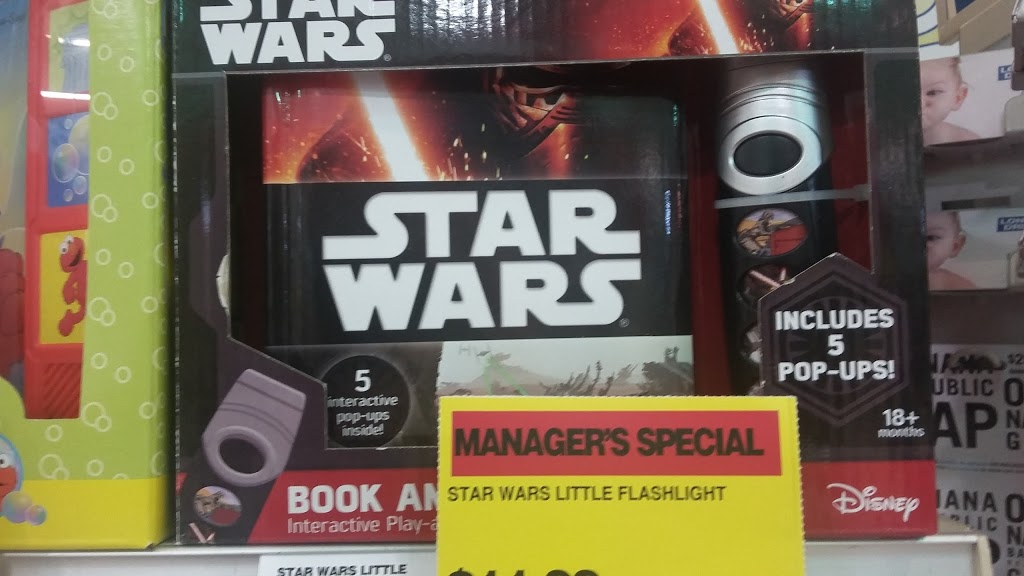 STAR
WARS
STAR
WARS
5
interactive
pop-ups
inside!
INCLUDES
5
POP-UPS!
18+
months
MANAGER'S SPECIAL
STAR WARS LITTLE FLASHLIGHT
BOOK AN
Interactive Play-a
Disney
STAR WARS LITTLE